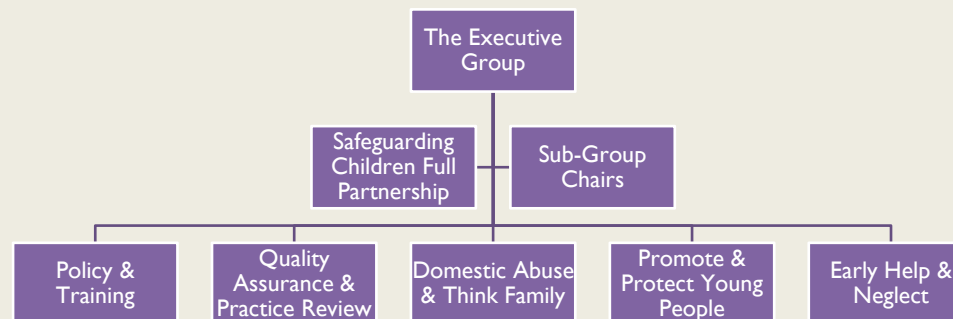 The Executive
Group
Safeguarding
Children Full
Partnership
Sub-Group
Chairs
Policy &
Training
Quality
Assurance &
Practice Review
Domestic Abuse
& Think Family
Promote &
Protect Young
People
Early Help &
Neglect